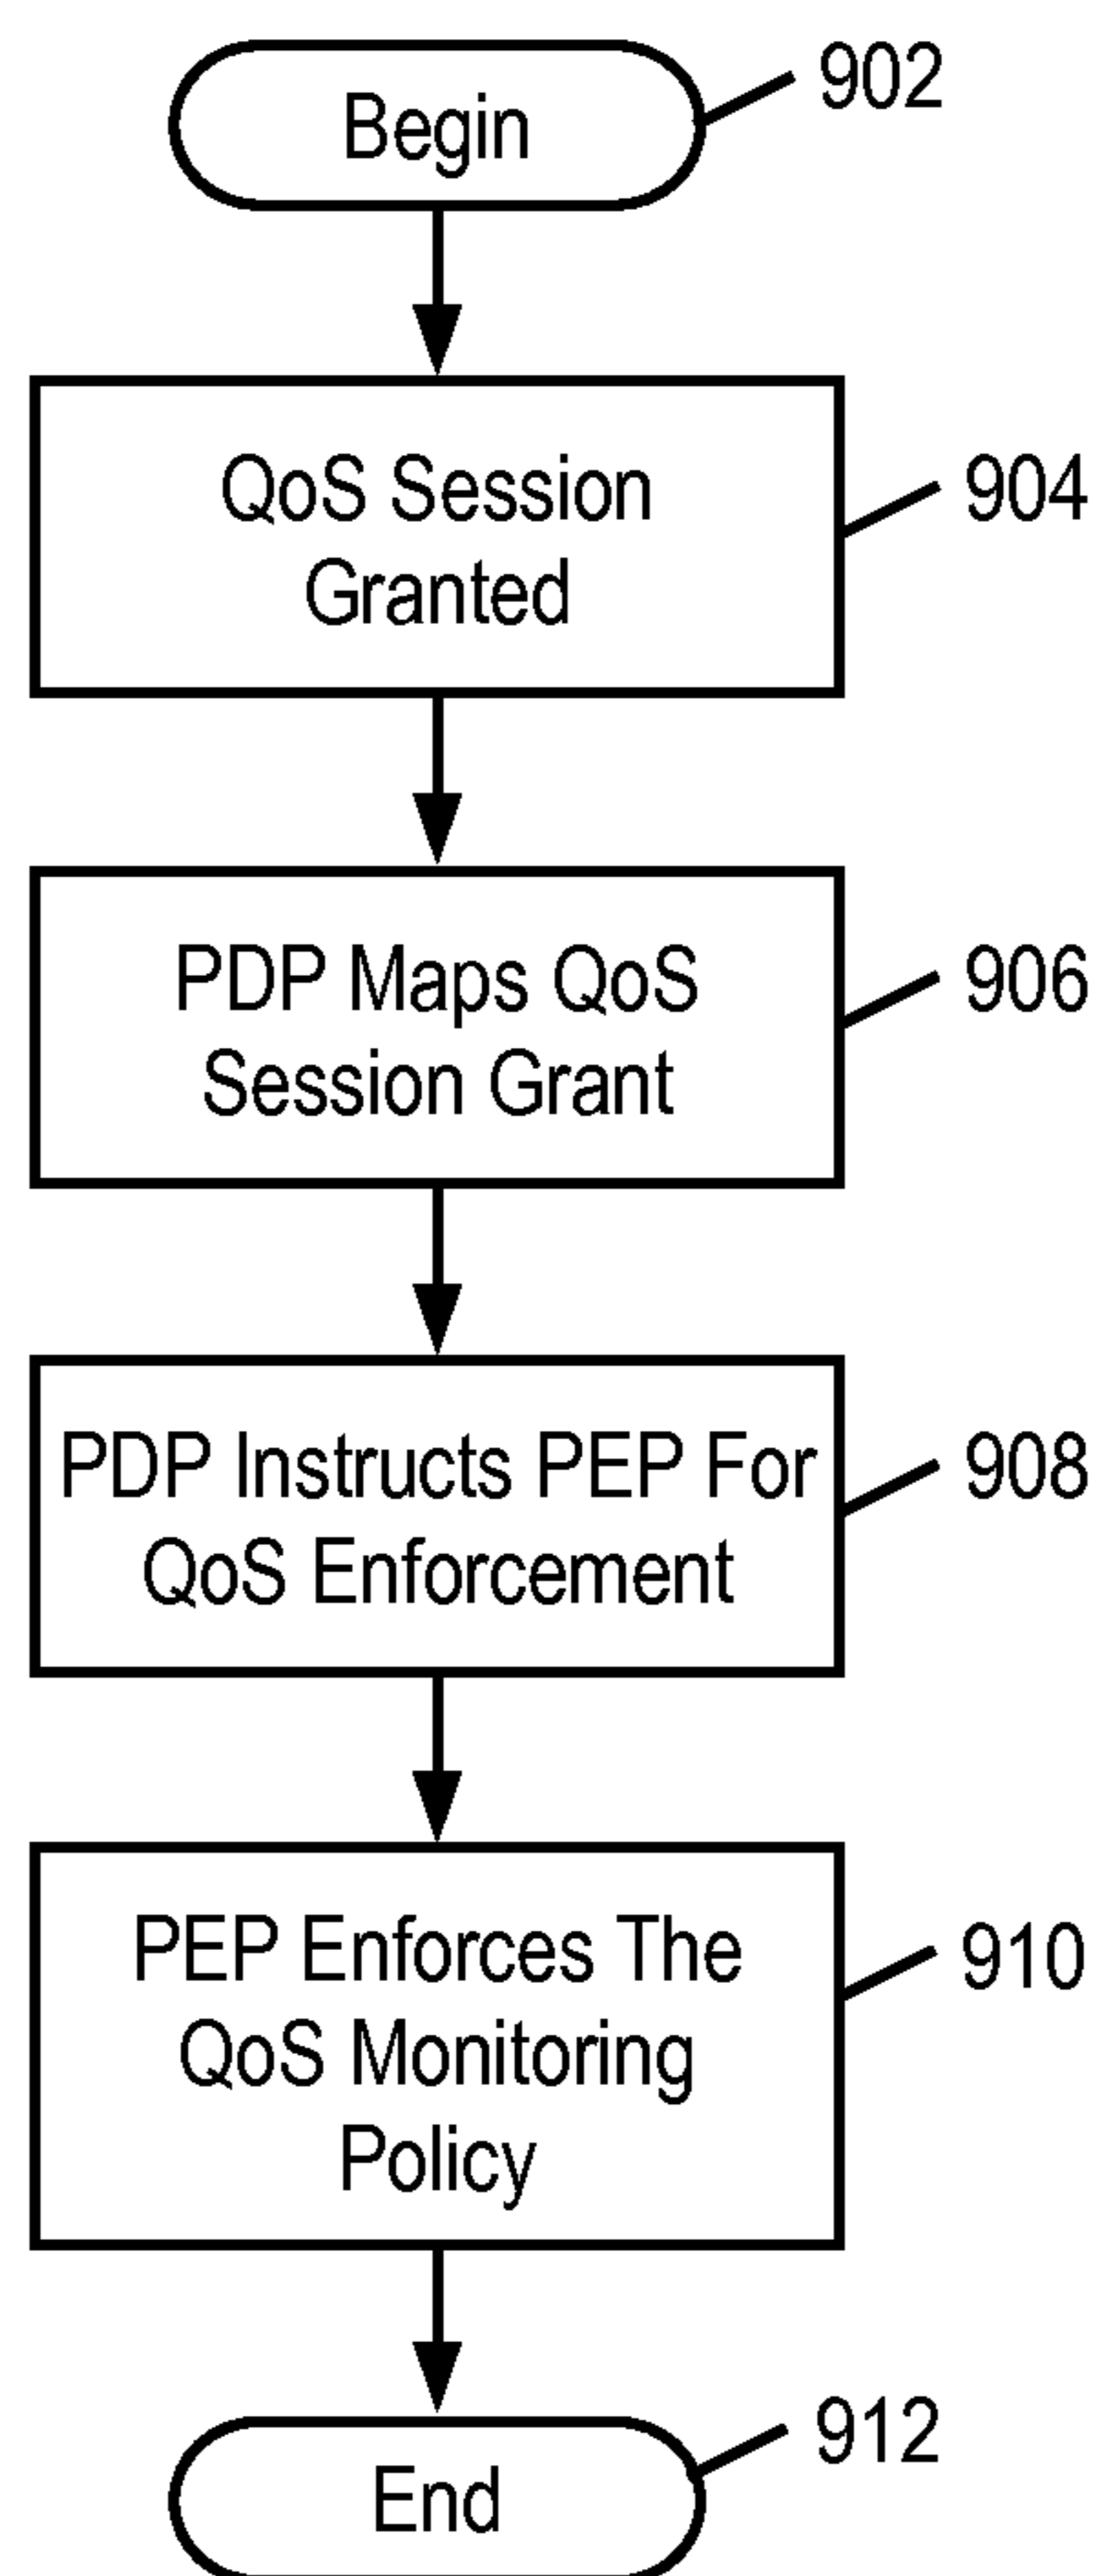 Begin
902
QoS Session
Granted
904
PDP Maps QoS
Session Grant
906
PDP Instructs PEP For
QoS Enforcement
908
PEP Enforces The
QoS Monitoring
Policy
910
End
912